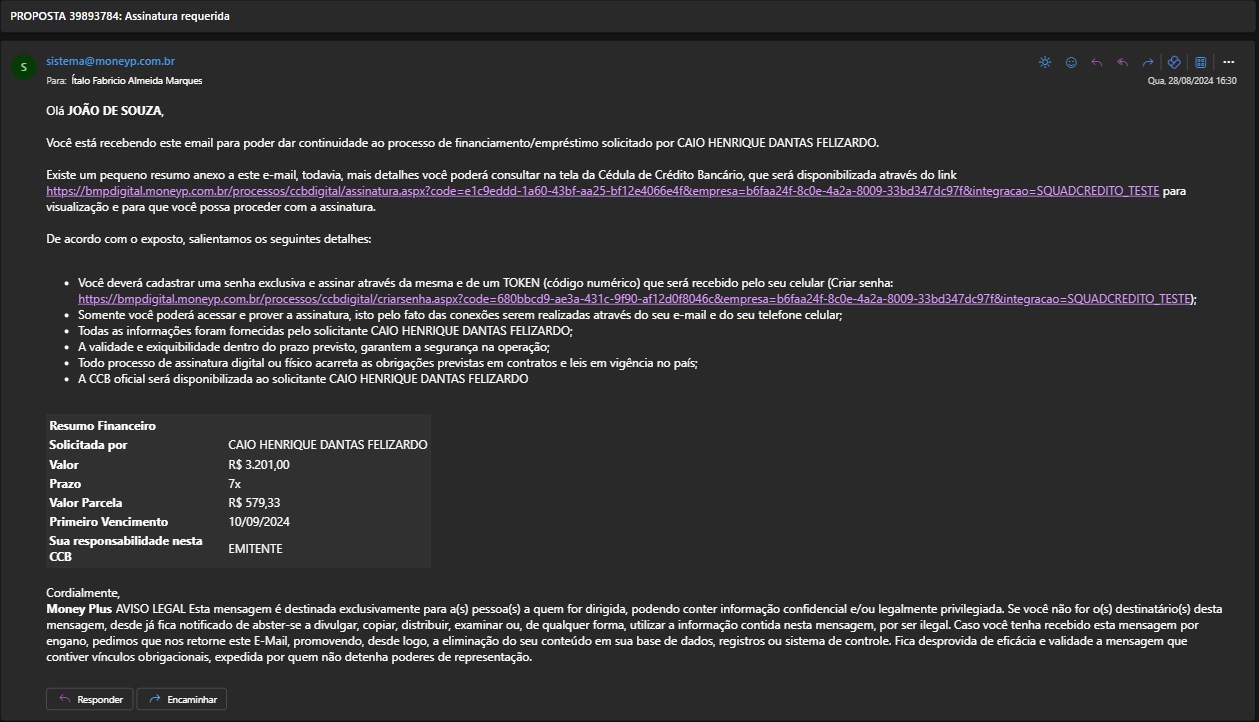 PROPOSTA 39893784: Assinatura requerida
S
sistema@moneyp.com.br
Para: Ítalo Fabricio Almeida Marques
Qua, 28/08/2024 16:30
Olá JOÃO DE SOUZA,
Você está recebendo este email para poder dar continuidade ao processo de financiamento/empréstimo solicitado por CAIO HENRIQUE DANTAS FELIZARDO.
Existe um pequeno resumo anexo a este e-mail, todavia, mais detalhes você poderá consultar na tela da Cédula de Crédito Bancário, que será disponibilizada através do link
https://bmpdigital.moneyp.com.br/processos/ccbdigital/assinatura.aspx?code=e1c9eddd-1a60-43bf-aa25-bf12e4066e4f&empresa=b6faa24f-8c0e-4a2a-8009-33bd347dc97f&integracao=SQUADCREDITO_TESTE para
visualização e para que você possa proceder com a assinatura.
De acordo com o exposto, salientamos os seguintes detalhes:
• Você deverá cadastrar uma senha exclusiva e assinar através da mesma e de um TOKEN (código numérico) que será recebido pelo seu celular (Criar senha:
https://bmpdigital.moneyp.com.br/processos/ccbdigital/criarsenha.aspx?code=680bbcd9-ae3a-431c-9f90-af12d0f8046c&empresa=b6faa24f-8c0e-4a2a-8009-33bd347dc97f&integracao=SQUADCREDITO_TESTE);
• Somente você poderá acessar e prover a assinatura, isto pelo fato das conexões serem realizadas através do seu e-mail e do seu telefone celular;
• Todas as informações foram fornecidas pelo solicitante CAIO HENRIQUE DANTAS FELIZARDO;
• A validade e exiquibilidade dentro do prazo previsto, garantem a segurança na operação;
• Todo processo de assinatura digital ou físico acarreta as obrigações previstas em contratos e leis em vigência no país;
• A CCB oficial será disponibilizada ao solicitante CAIO HENRIQUE DANTAS FELIZARDO
Resumo Financeiro
Solicitada por CAIO HENRIQUE DANTAS FELIZARDO
Valor R$ 3.201,00
Prazo 7x
Valor Parcela R$ 579,33
Primeiro Vencimento 10/09/2024
Sua responsabilidade nesta
CCB EMITENTE
Cordialmente,
Money Plus AVISO LEGAL Esta mensagem é destinada exclusivamente para a(s) pessoa(s) a quem for dirigida, podendo conter informação confidencial e/ou legalmente privilegiada. Se você não for o(s) destinatário(s) desta
mensagem, desde já fica notificado de abster-se a divulgar, copiar, distribuir, examinar ou, de qualquer forma, utilizar a informação contida nesta mensagem, por ser ilegal. Caso você tenha recebido esta mensagem por
engano, pedimos que nos retorne este E-Mail, promovendo, desde logo, a eliminação do seu conteúdo em sua base de dados, registros ou sistema de controle. Fica desprovida de eficácia e validade a mensagem que
contiver vínculos obrigacionais, expedida por quem não detenha poderes de representação.
Responder
Encaminhar